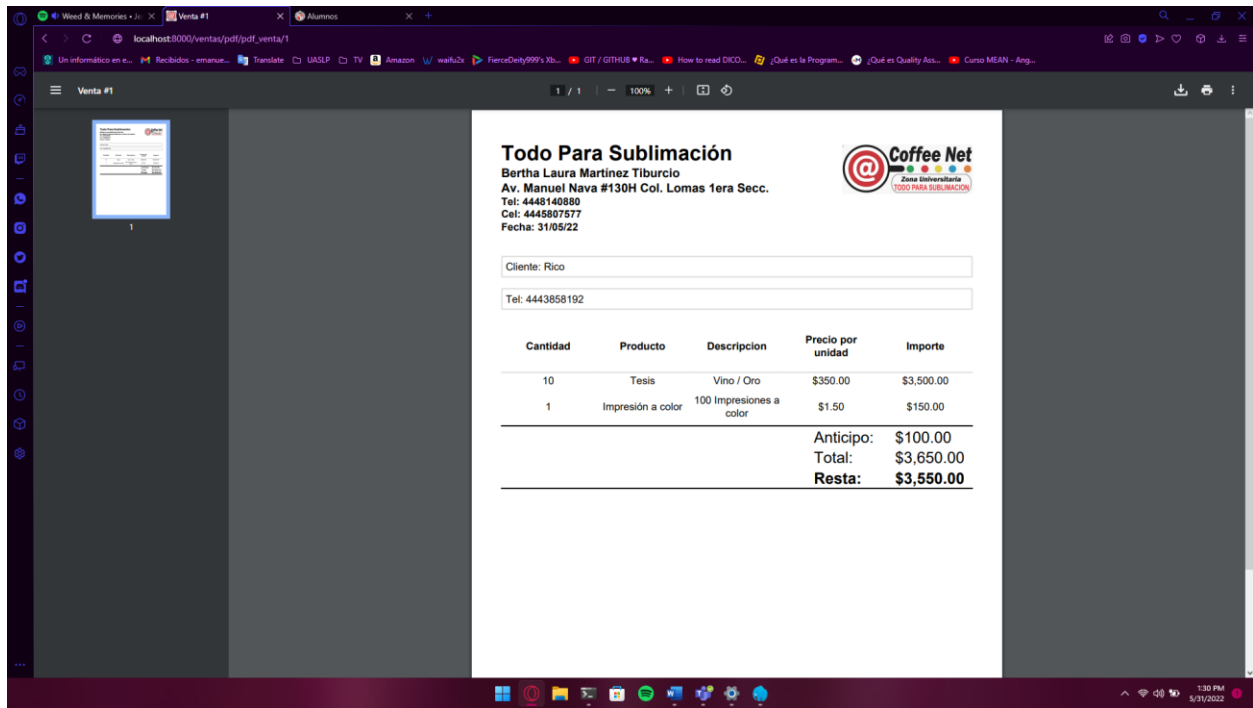 Weed & Memories • Jo
Venta #1
Alumnos
localhost:8000/ventas/pdf/pdf_venta/1
Un informático en e...
Recibidos - emanue...
Translate
UASLP
TV
Amazon
waifu2x
FierceDeity999's Xb...
GIT / GITHUB ♥ Ra...
How to read DICO...
¿Qué es la Program...
¿Qué es Quality Ass...
Curso MEAN - Ang...
Venta #1
1 / 1
100%
1
Todo Para Sublimación
Bertha Laura Martínez Tiburcio
Av. Manuel Nava #130H Col. Lomas 1era Secc.
Tel: 4448140880
Cel: 4445807577
Fecha: 31/05/22
@
Coffee Net
Zona Universitaria
TODO PARA SUBLIMACION
Cliente: Rico
Tel: 4443858192
Cantidad Producto Descripcion Precio por unidad Importe
10 Tesis Vino / Oro $350.00 $3,500.00
1 Impresión a color 100 Impresiones a color $1.50 $150.00
Anticipo: $100.00
Total: $3,650.00
Resta: $3,550.00
1:30 PM
5/31/2022